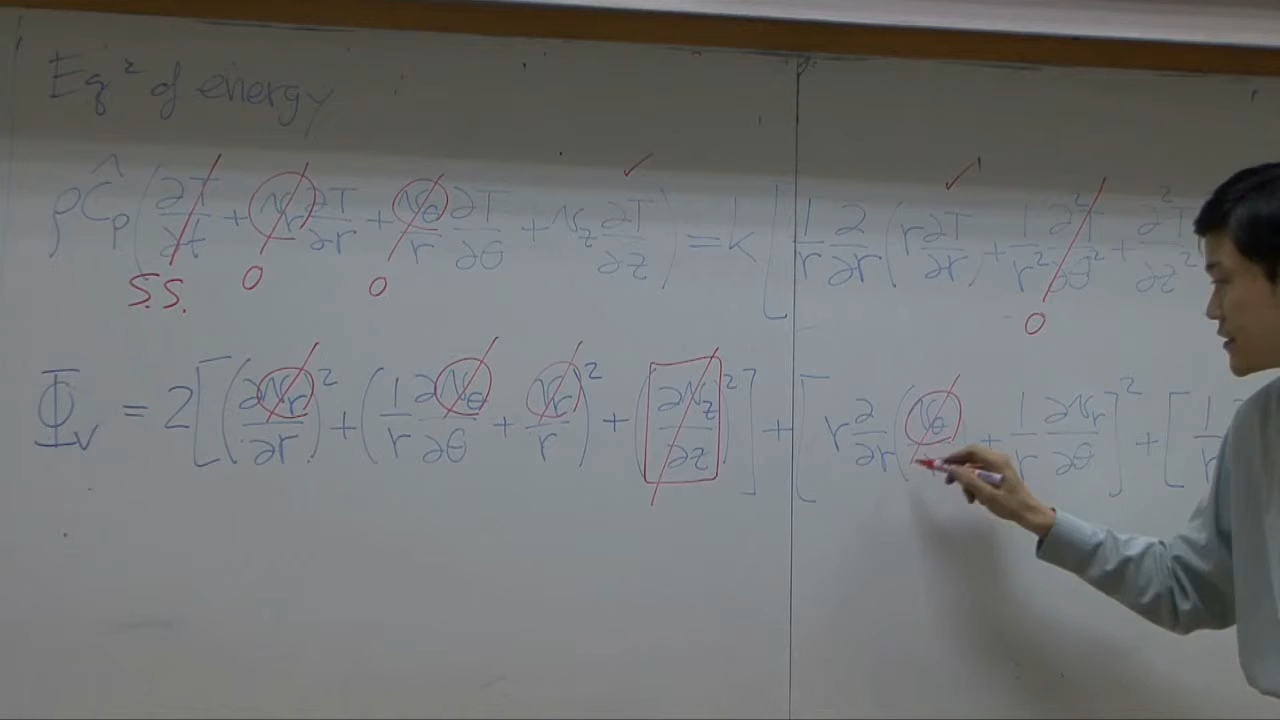 Eqⁿ of energy
ρĈp(∂T/∂t + vr ∂T/∂r + vθ/r ∂T/∂θ + vz ∂T/∂z) = k[1/r ∂/∂r(r ∂T/∂r) + 1/r² ∂²T/∂θ² + ∂²T/∂z²
S.S. 0 0 0
Φv = 2[(∂vr/∂r)² + (1/r ∂vθ/∂θ + vr/r)² + (∂vz/∂z)²] + [r ∂/∂r(vθ/r) + 1/r ∂vr/∂θ]² + [1/r